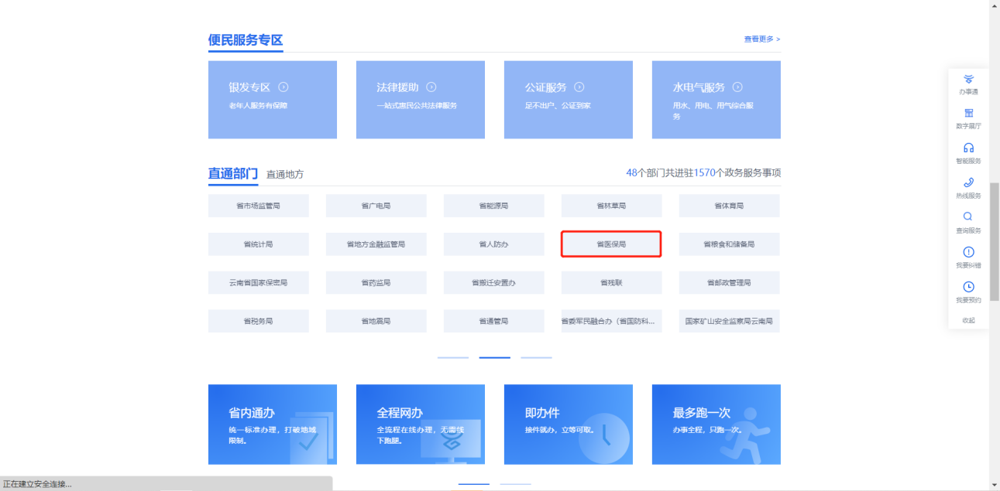 便民服务专区
查看更多 >
银发专区
老年人服务有保障
法律援助
一站式惠民公共法律服务
公证服务
足不出户、公证到家
水电气服务
用水、用电、用气综合服
务
直通部门 直通地方
48个部门共进驻1570个政务服务事项
省市场监管局 省广电局 省能源局 省林草局 省体育局
省统计局 省地方金融监管局 省人防办 省医保局 省粮食和储备局
云南省国家保密局 省药监局 省搬迁安置办 省残联 省邮政管理局
省税务局 省地震局 省通管局 省委军民融合办（省国防科... 国家矿山安全监察局云南局
省内通办
统一标准办理，打破地域
限制。
全程网办
全流程在线办理，无需线
下跑腿。
即办件
接件就办，立等可取。
最多跑一次
办事全程，只跑一次。
办事通
数字展厅
智能服务
热线服务
查询服务
我要纠错
我要预约
收起
正在建立安全连接...